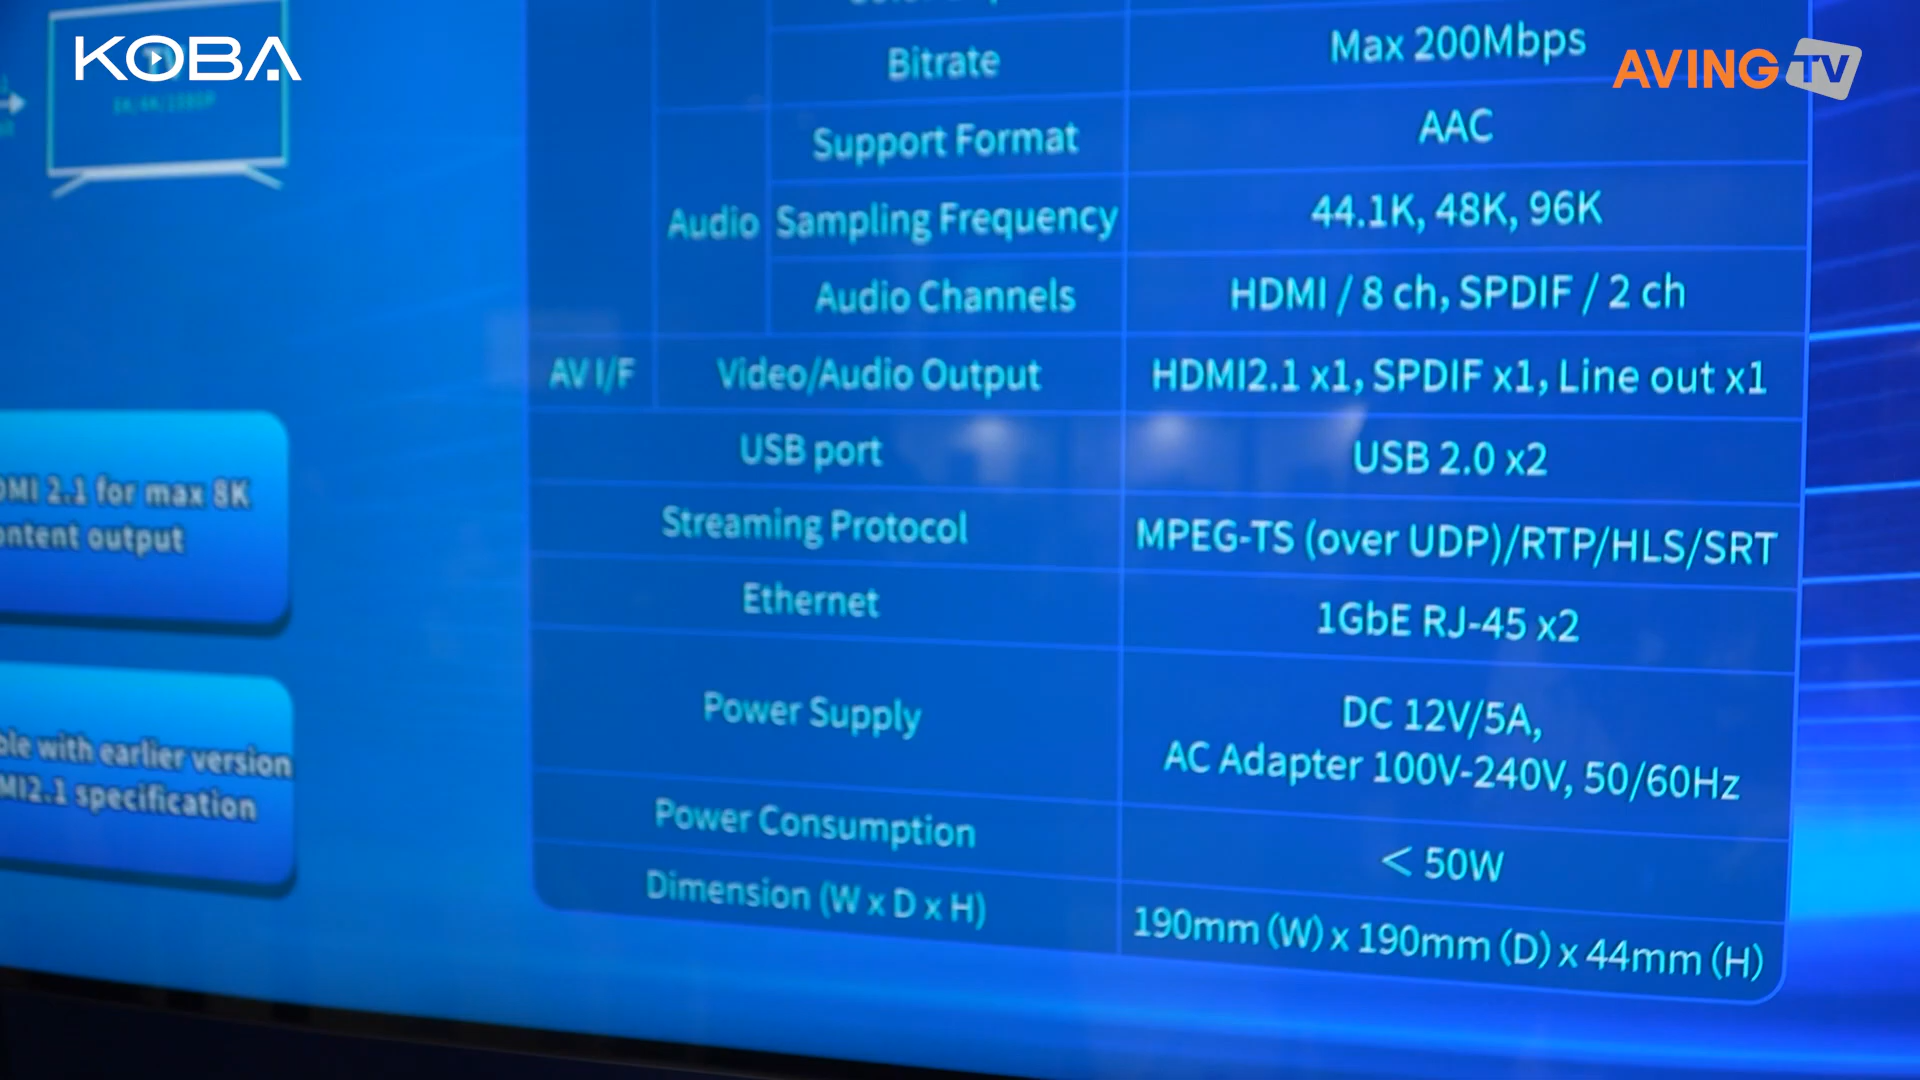 KOBA
AVING TV
Bitrate Max 200Mbps
Support Format AAC
Audio Sampling Frequency 44.1K, 48K, 96K
Audio Channels HDMI / 8 ch, SPDIF / 2 ch
AV I/F Video/Audio Output HDMI2.1 x1, SPDIF x1, Line out x1
USB port USB 2.0 x2
Streaming Protocol MPEG-TS (over UDP)/RTP/HLS/SRT
Ethernet 1GbE RJ-45 x2
Power Supply DC 12V/5A,
AC Adapter 100V-240V, 50/60Hz
Power Consumption < 50W
Dimension (W x D x H) 190mm (W) x 190mm (D) x 44mm (H)
2.1 for max 8K
output
with earlier version
specification